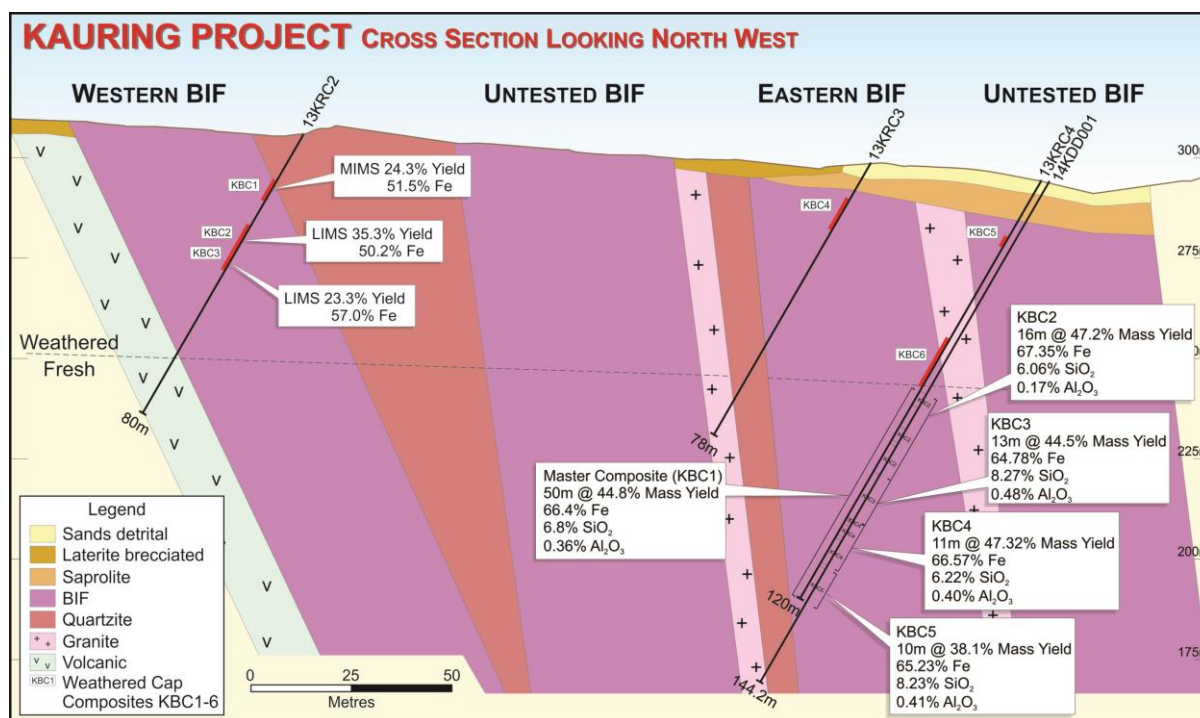 KAURING PROJECT CROSS SECTION LOOKING NORTH WEST
WESTERN BIF
UNTESTED BIF
EASTERN BIF
UNTESTED BIF
13KRC2
13KRC3
13KRC4
14KDD001
300m
275m
225m
200m
175m
KBC1
KBC2
KBC3
KBC4
KBC5
KBC6
MIMS 24.3% Yield
51.5% Fe
LIMS 35.3% Yield
50.2% Fe
LIMS 23.3% Yield
57.0% Fe
Weathered
Fresh
80m
78m
120m
144.2m
KBC2
16m @ 47.2% Mass Yield
67.35% Fe
6.06% SiO₂
0.17% Al₂O₃
KBC3
13m @ 44.5% Mass Yield
64.78% Fe
8.27% SiO₂
0.48% Al₂O₃
Master Composite (KBC1)
50m @ 44.8% Mass Yield
66.4% Fe
6.8% SiO₂
0.36% Al₂O₃
KBC4
11m @ 47.32% Mass Yield
66.57% Fe
6.22% SiO₂
0.40% Al₂O₃
KBC5
10m @ 38.1% Mass Yield
65.23% Fe
8.23% SiO₂
0.41% Al₂O₃
Legend
Sands detrital
Laterite brecciated
Saprolite
BIF
Quartzite
Granite
Volcanic
KBC1 Weathered Cap
Composites KBC1-6
0 25 50
Metres